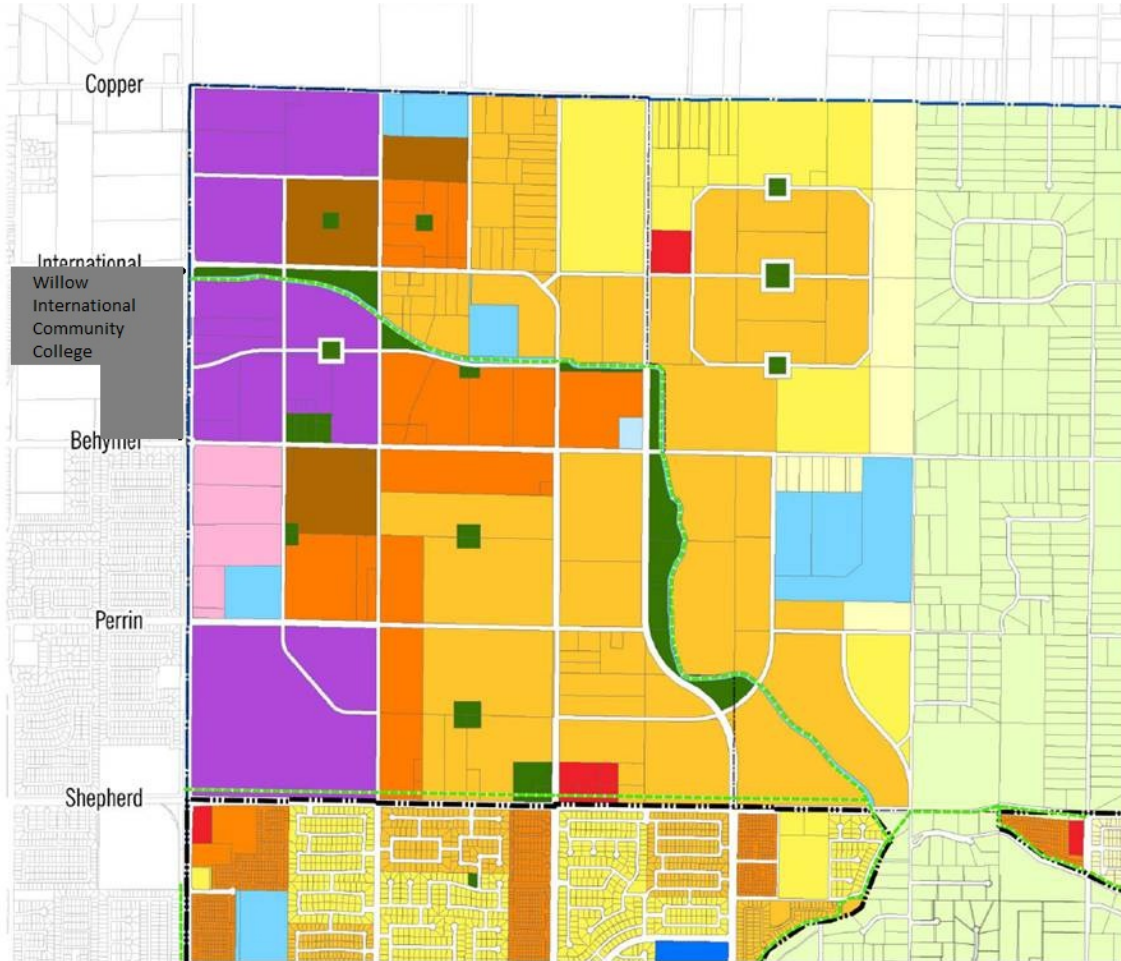 Copper
International
Willow
International
Community
College
Behymer
Perrin
Shepherd